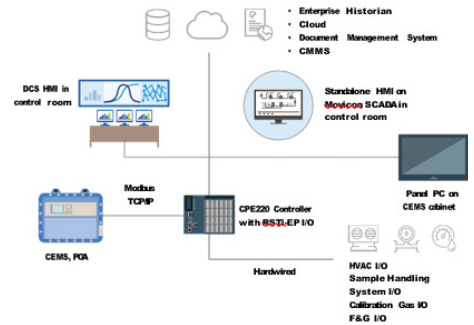 • Enterprise Historian
• Cloud
• Document Management System
• CMMS
DCS HMI in
control room
Standalone HMI on
Movicon SCADA in
control room
Panel PC on
CEMS cabinet
Modbus
TCP/IP
CPE220 Controller
with RSTi-EP I/O
CEMS, PGA
Hardwired
HVAC I/O
Sample Handling
System I/O
Calibration Gas I/O
F&G I/O